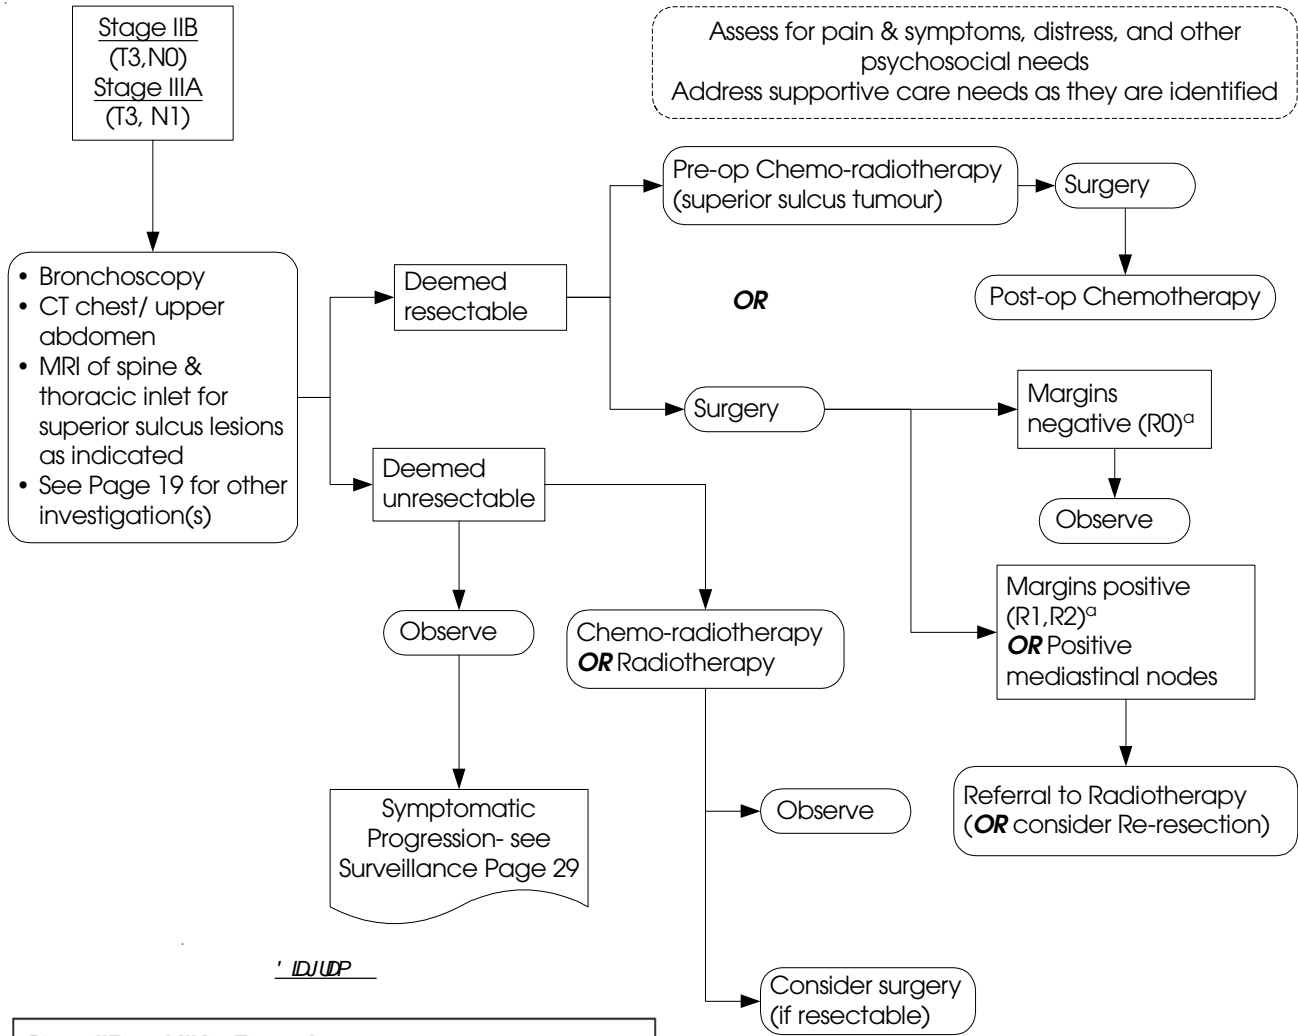 Stage IIB
(T3,N0)
Stage IIIA
(T3, N1)
Assess for pain & symptoms, distress, and other
psychosocial needs
Address supportive care needs as they are identified
• Bronchoscopy
• CT chest/ upper
abdomen
• MRI of spine &
thoracic inlet for
superior sulcus lesions
as indicated
• See Page 19 for other
investigation(s)
Deemed
resectable
Pre-op Chemo-radiotherapy
(superior sulcus tumour)
Surgery
Post-op Chemotherapy
OR
Surgery
Margins
negative (R0)ᵃ
Observe
Margins positive
(R1,R2)ᵃ
OR Positive
mediastinal nodes
Referral to Radiotherapy
(OR consider Re-resection)
Deemed
unresectable
Observe
Symptomatic
Progression- see
Surveillance Page 29
Chemo-radiotherapy
OR Radiotherapy
Observe
Consider surgery
(if resectable)
' IDJUDP